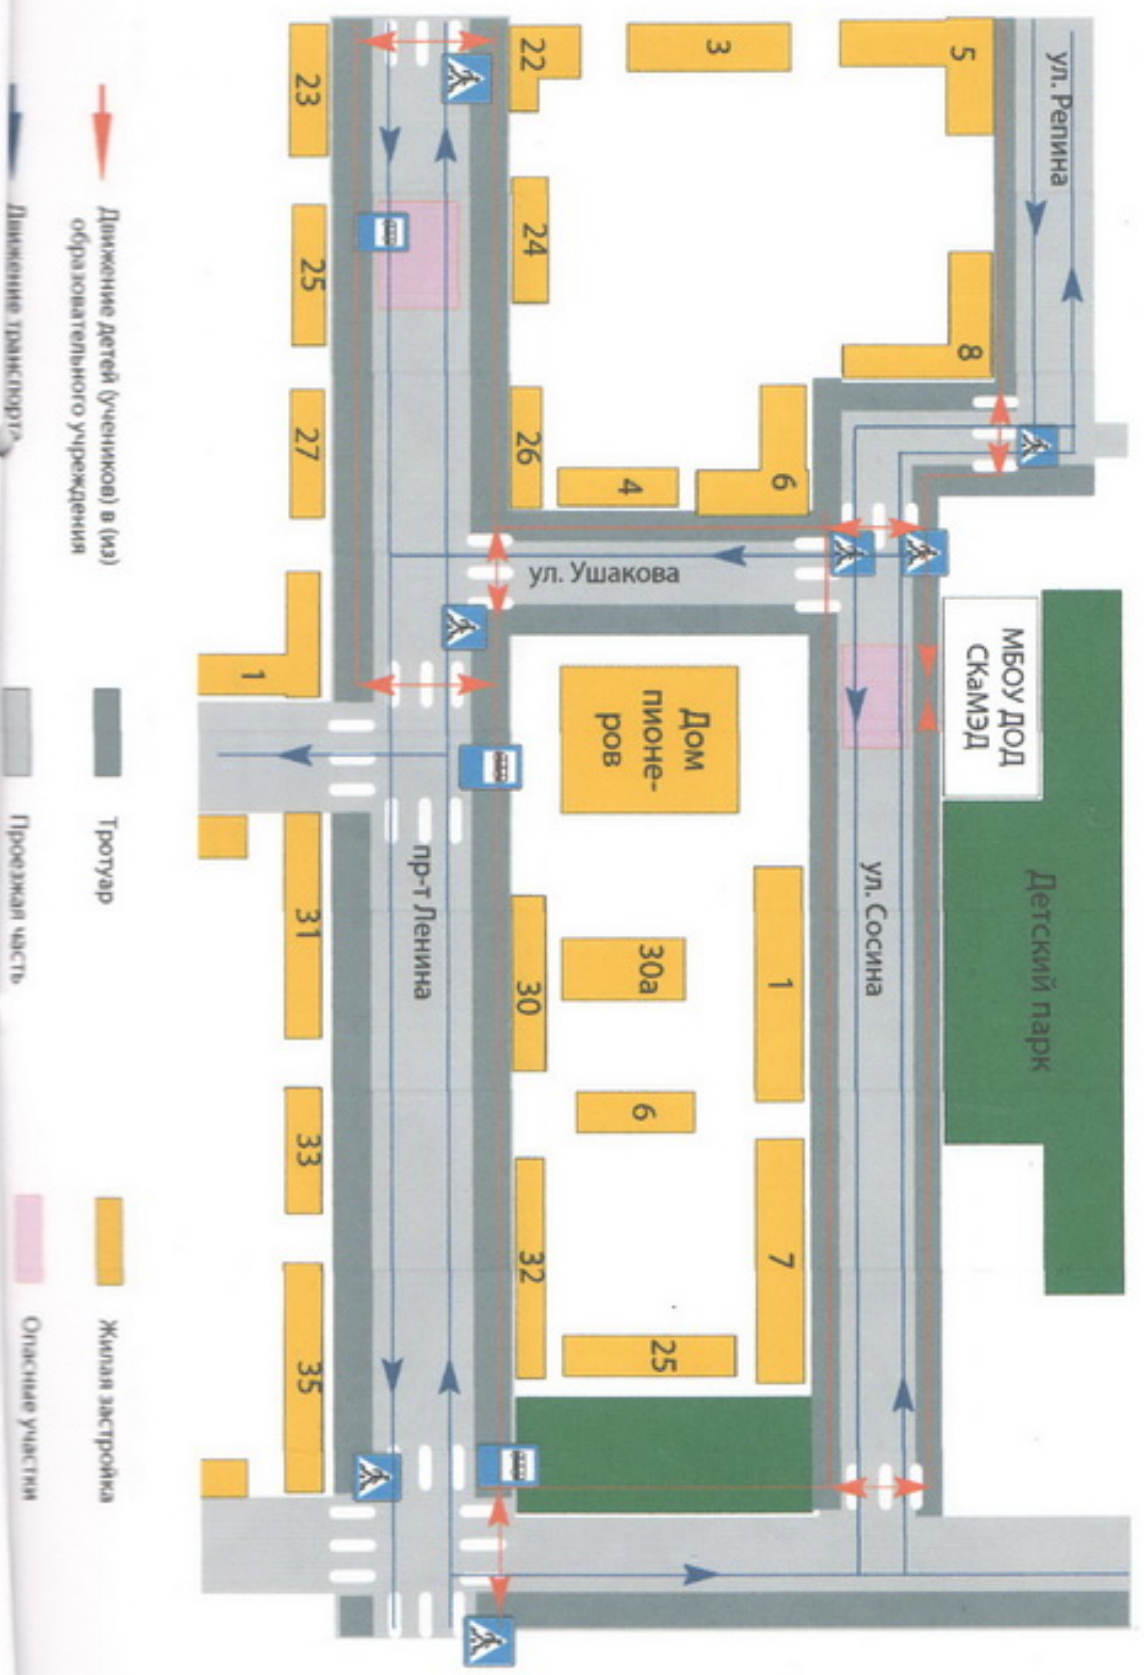 ул. Репина
5
3
22
23
24
25
8
26
4
6
27
ул. Ушакова
МБОУ ДОД
СКаМЭД
Детский парк
Дом
пионе-
ров
1
ул. Сосина
пр-т Ленина
1
30а
30
31
6
33
7
32
25
35
Движение детей (учеников) в (из)
образовательного учреждения
Движение транспорта
Тротуар
Проезжая часть
Жилая застройка
Опасные участки